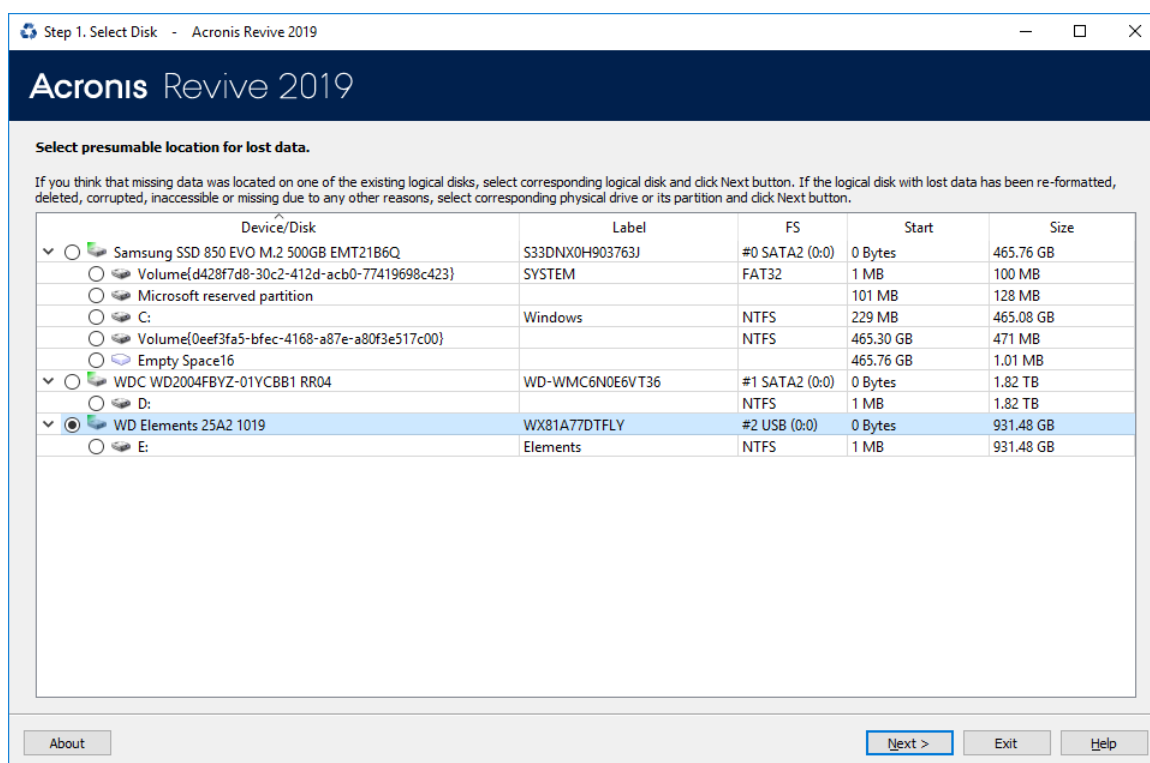 Step 1. Select Disk - Acronis Revive 2019
Acronis Revive 2019
Select presumable location for lost data.
If you think that missing data was located on one of the existing logical disks, select corresponding logical disk and click Next button. If the logical disk with lost data has been re-formatted,
deleted, corrupted, inaccessible or missing due to any other reasons, select corresponding physical drive or its partition and click Next button.
Device/Disk Label FS Start Size
Samsung SSD 850 EVO M.2 500GB EMT21B6Q S33DNX0H903763J #0 SATA2 (0:0) 0 Bytes 465.76 GB
Volume{d428f7d8-30c2-412d-acb0-77419698c423} SYSTEM FAT32 1 MB 100 MB
Microsoft reserved partition 101 MB 128 MB
C: Windows NTFS 229 MB 465.08 GB
Volume{0eef3fa5-bfec-4168-a87e-a80f3e517c00} NTFS 465.30 GB 471 MB
Empty Space16 465.76 GB 1.01 MB
WDC WD2004FBYZ-01YCBB1 RR04 WD-WMC6N0E6VT36 #1 SATA2 (0:0) 0 Bytes 1.82 TB
D: NTFS 1 MB 1.82 TB
WD Elements 25A2 1019 WX81A77DTFLY #2 USB (0:0) 0 Bytes 931.48 GB
E: Elements NTFS 1 MB 931.48 GB
About Next > Exit Help